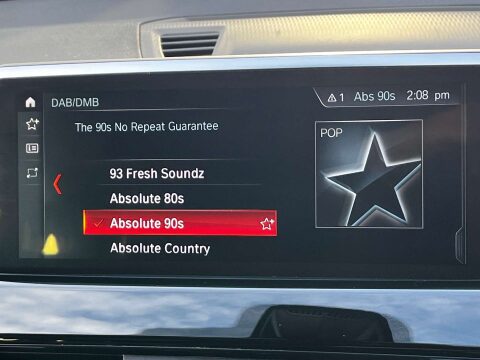 DAB/DMB
1 Abs 90s 2:08 pm
The 90s No Repeat Guarantee
POP
93 Fresh Soundz
Absolute 80s
Absolute 90s
Absolute Country